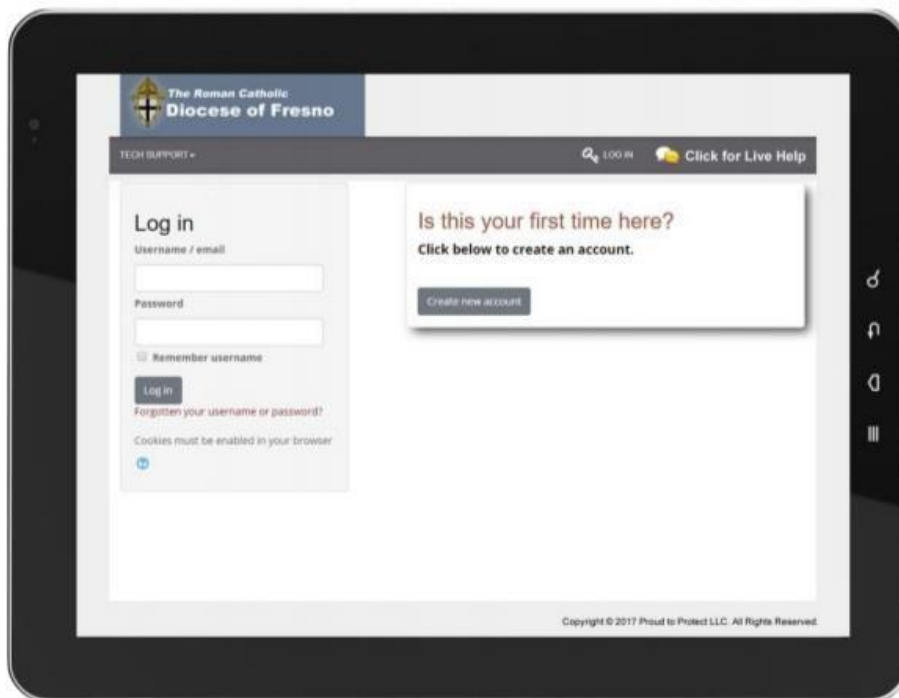 The Roman Catholic
Diocese of Fresno
TECH SUPPORT
LOG IN
Click for Live Help
Log in
Username / email
Password
Remember username
Log in
Forgotten your username or password?
Cookies must be enabled in your browser
Is this your first time here?
Click below to create an account.
Create new account
Copyright © 2017 Proud to Protect LLC. All Rights Reserved.